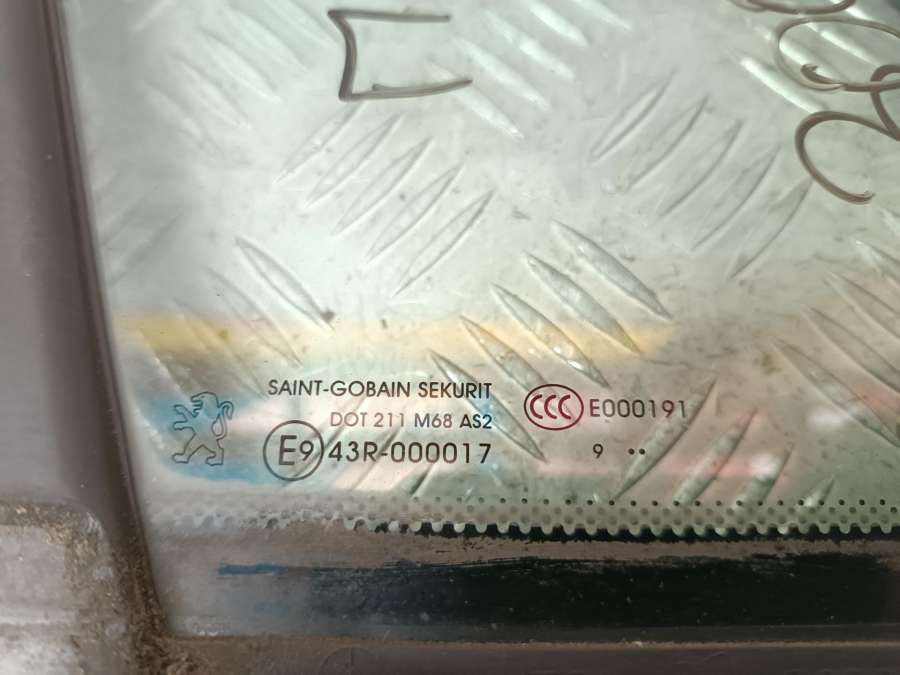 SAINT-GOBAIN SEKURIT
DOT 211 M68 AS2
E9 43R-000017
CCC E000191
9 ••